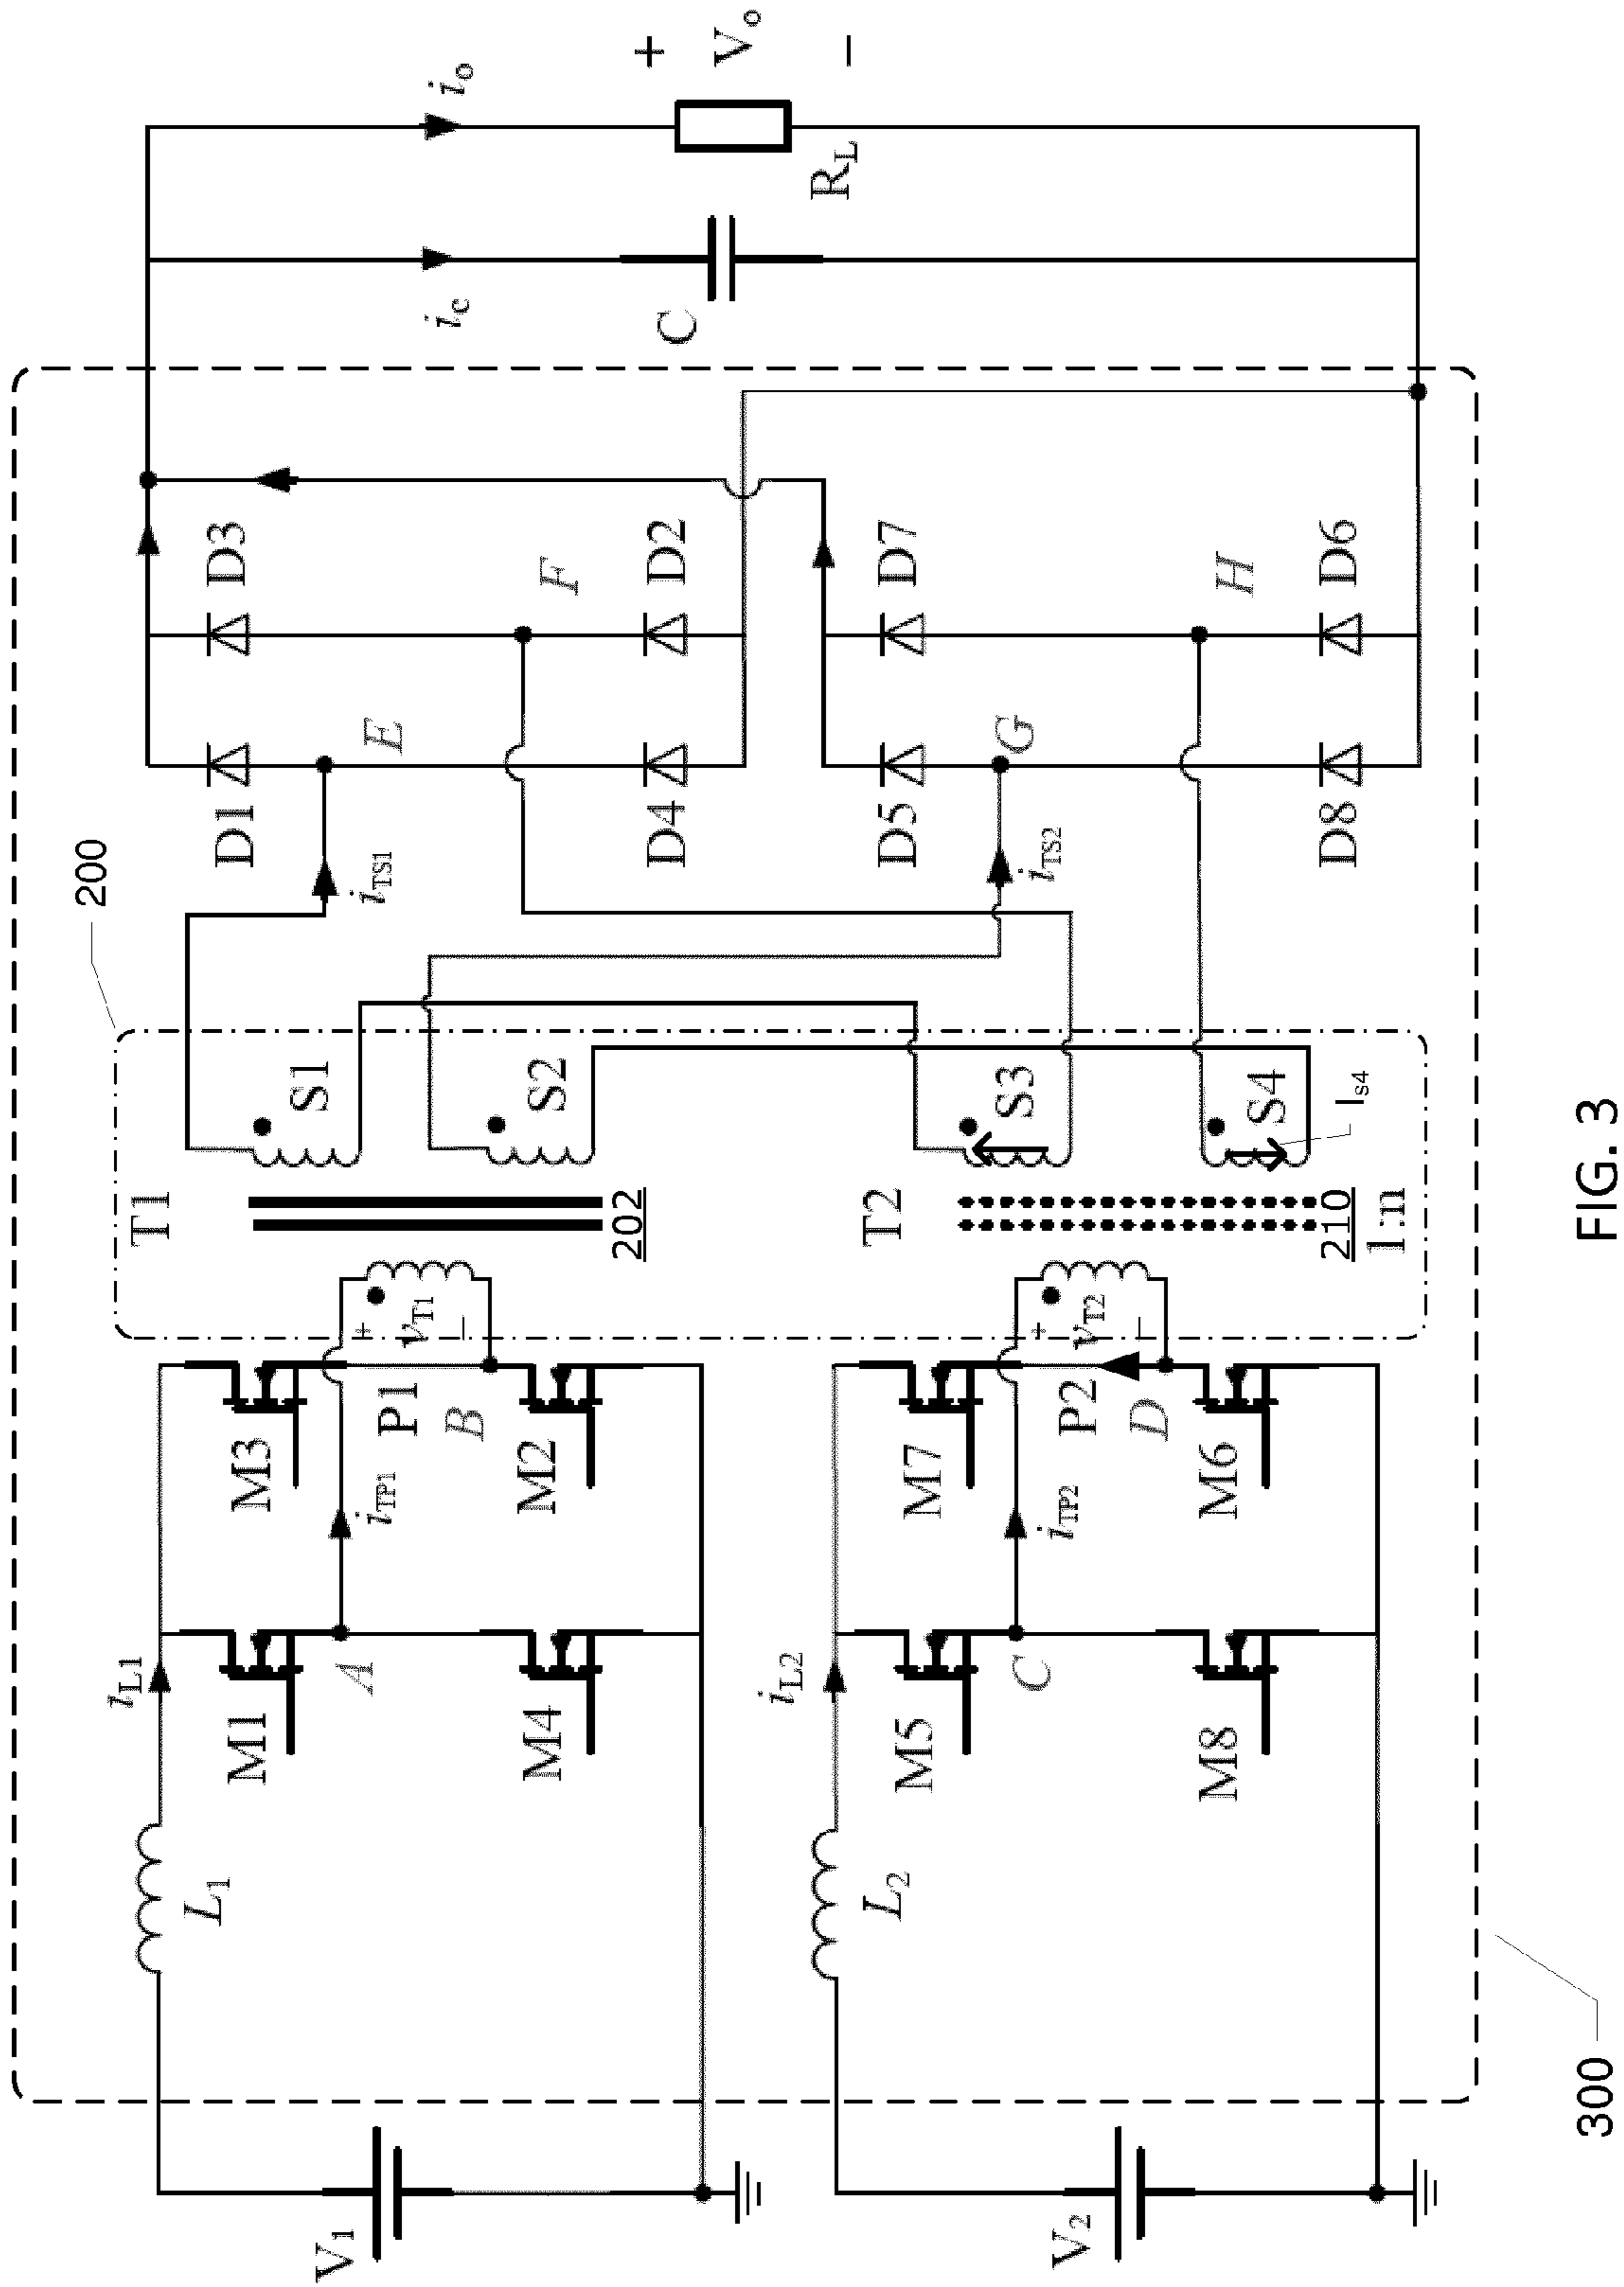 200
300
V1
L1
iL1
M1
A
M4
M3
iTP1
P1
B
M2
+
vT1
−
T1
202
S1
S2
iTS1
D1
E
D4
D3
F
D2
ic
C
io
RL
+
Vo
−
V2
L2
iL2
M5
C
M8
M7
iTP2
P2
D
M6
+
vT2
−
T2
210
1:n
S3
S4
Is4
iTS2
D5
G
D8
D7
H
D6
FIG. 3